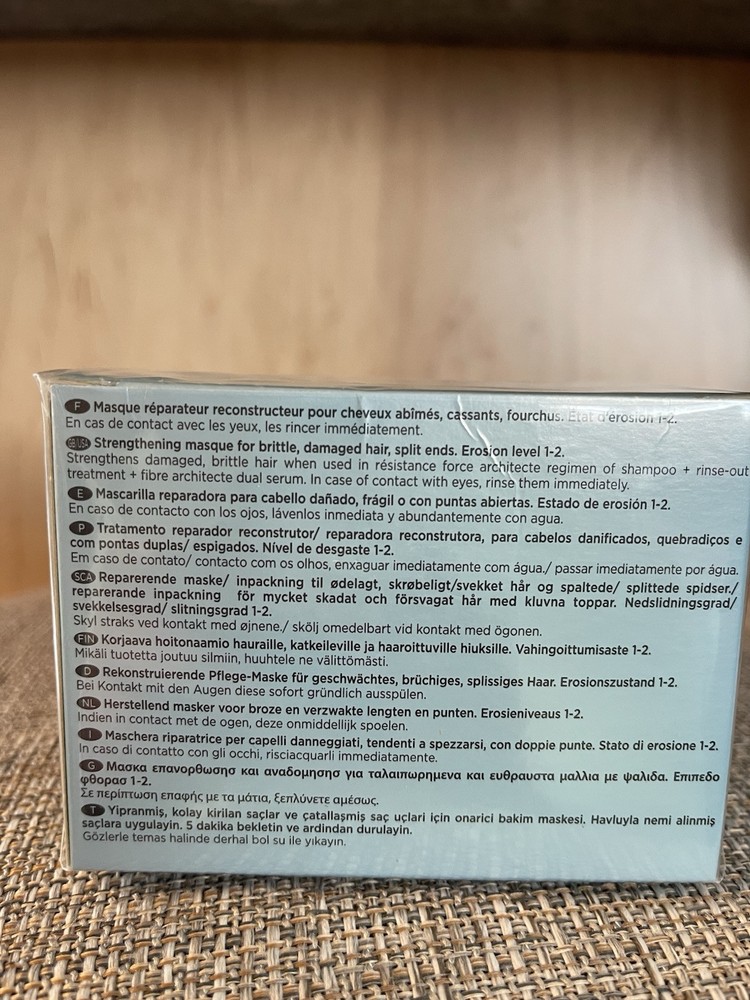 F Masque réparateur reconstructeur pour cheveux abîmés, cassants, fourchus. État d'érosion 1-2.
En cas de contact avec les yeux, les rincer immédiatement.
GB/USA Strengthening masque for brittle, damaged hair, split ends. Erosion level 1-2.
Strengthens damaged, brittle hair when used in résistance force architecte regimen of shampoo + rinse-out
treatment + fibre architecte dual serum. In case of contact with eyes, rinse them immediately.
E Mascarilla reparadora para cabello dañado, frágil o con puntas abiertas. Estado de erosión 1-2.
En caso de contacto con los ojos, lávenlos inmediata y abundantemente con agua.
P Tratamento reparador reconstrutor/ reparadora reconstrutora, para cabelos danificados, quebradiços e
com pontas duplas/ espigados. Nível de desgaste 1-2.
Em caso de contato/ contacto com os olhos, enxaguar imediatamente com água./ passar imediatamente por água.
SCA Reparerende maske/ inpackning til ødelagt, skrøbeligt/svekket hår og spaltede/ splittede spidser./
reparerande inpackning för mycket skadat och försvagat hår med kluvna toppar. Nedslidningsgrad/
svekkelsesgrad/ slitningsgrad 1-2.
Skyl straks ved kontakt med øjnene./ skölj omedelbart vid kontakt med ögonen.
FIN Korjaava hoitonaamio hauraille, katkeileville ja haaroittuville hiuksille. Vahingoittumisaste 1-2.
Mikäli tuotetta joutuu silmiin, huuhtele ne välittömästi.
D Rekonstruierende Pflege-Maske für geschwächtes, brüchiges, splissiges Haar. Erosionszustand 1-2.
Bei Kontakt mit den Augen diese sofort gründlich ausspülen.
NL Herstellend masker voor broze en verzwakte lengten en punten. Erosieniveaus 1-2.
Indien in contact met de ogen, deze onmiddellijk spoelen.
I Maschera riparatrice per capelli danneggiati, tendenti a spezzarsi, con doppie punte. Stato di erosione 1-2.
In caso di contatto con gli occhi, risciacquarli immediatamente.
G Μασκα επανορθωσησ και αναδομησησ για ταλαιπωρημενα και ευθραυστα μαλλια με ψαλιδα. Επιπεδο
φθορασ 1-2.
Σε περίπτωση επαφής με τα μάτια, ξεπλύνετε αμέσως.
T Yipranmiş, kolay kirilan saçlar ve çatallaşmiş saç uçlari için onarici bakim maskesi. Havluyla nemi alinmiş
saçlara uygulayin. 5 dakika bekletin ve ardindan durulayin.
Gözlerle temas halinde derhal bol su ile yıkayın.